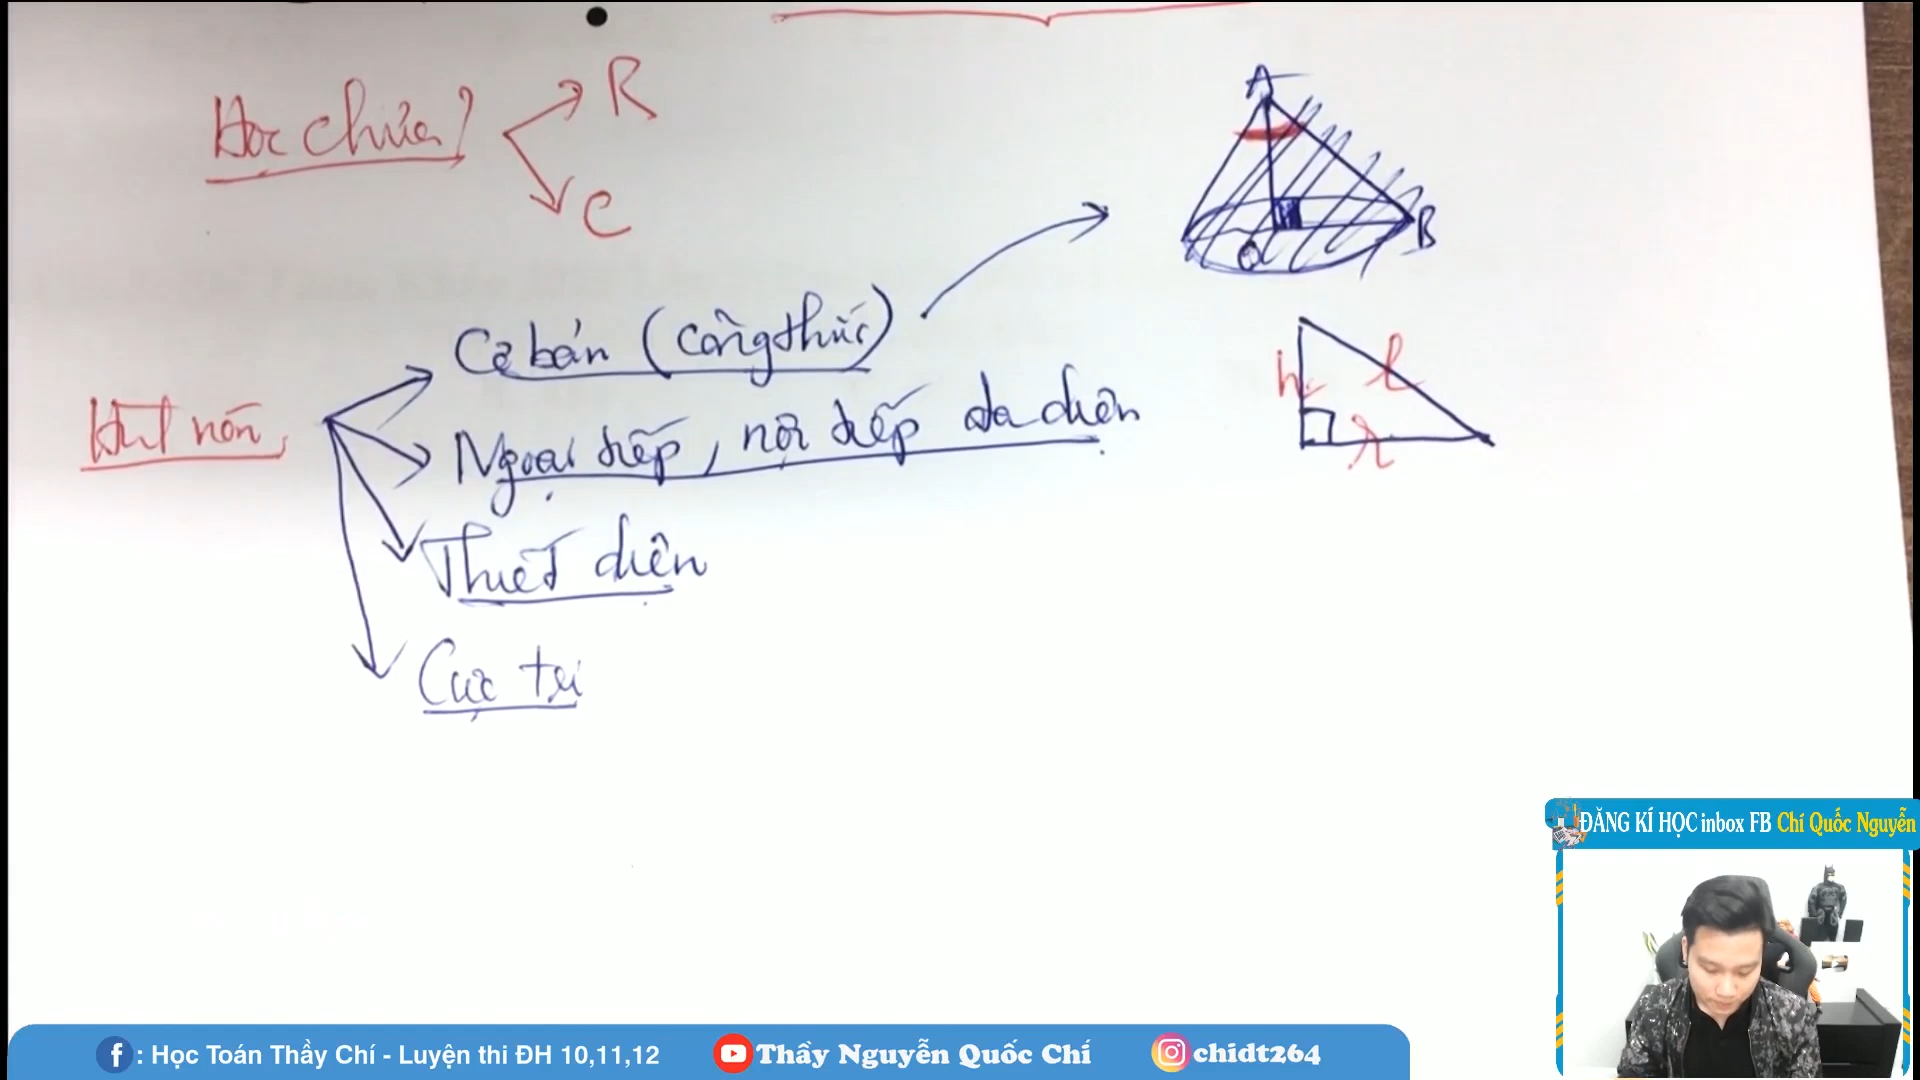 Học chưa?
R
C
A
B
O
Hình nón,
Cơ bản (công thức)
Ngoại tiếp, nội tiếp đa diện
Thiết diện
Cực trị
h
l
r
ĐĂNG KÍ HỌC inbox FB Chí Quốc Nguyễn
: Học Toán Thầy Chí - Luyện thi ĐH 10,11,12
Thầy Nguyễn Quốc Chí
chidt264